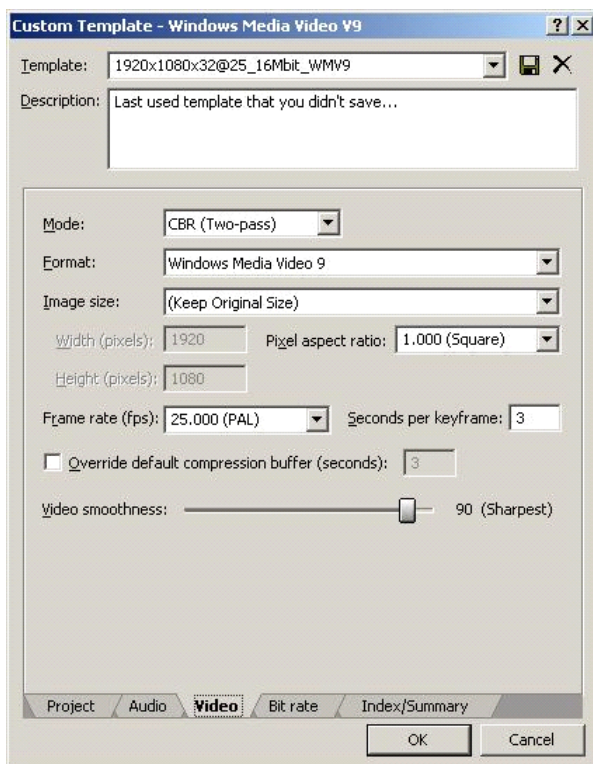 Custom Template - Windows Media Video V9
Template: 1920x1080x32@25_16Mbit_WMV9
Description: Last used template that you didn't save...
Mode: CBR (Two-pass)
Format: Windows Media Video 9
Image size: (Keep Original Size)
Width (pixels): 1920 Pixel aspect ratio: 1.000 (Square)
Height (pixels): 1080
Frame rate (fps): 25.000 (PAL) Seconds per keyframe: 3
Override default compression buffer (seconds): 3
Video smoothness: 90 (Sharpest)
Project Audio Video Bit rate Index/Summary
OK Cancel